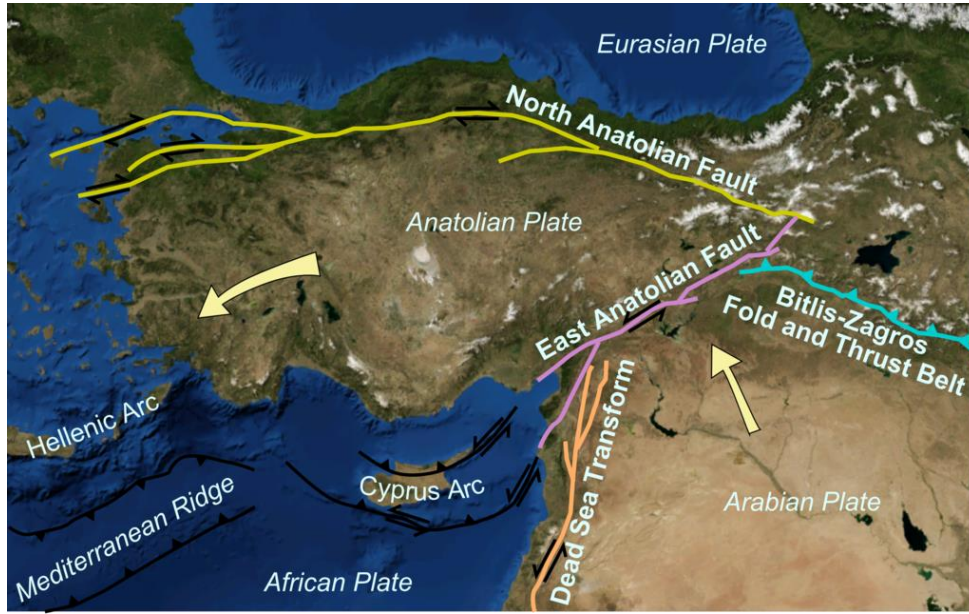 Eurasian Plate
North Anatolian Fault
Anatolian Plate
East Anatolian Fault
Bitlis-Zagros
Fold and Thrust Belt
Hellenic Arc
Cyprus Arc
Dead Sea Transform
Arabian Plate
Mediterranean Ridge
African Plate